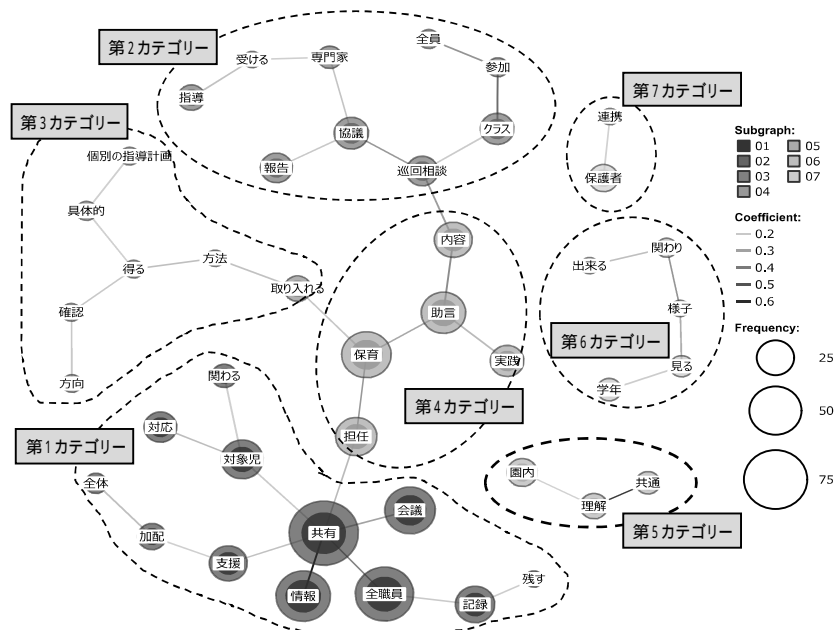 第2カテゴリー
全員
受ける
専門家
参加
指導
協議
クラス
報告
巡回相談
第7カテゴリー
連携
保護者
第3カテゴリー
個別の指導計画
具体的
得る
方法
取り入れる
確認
方向
内容
助言
保育
実践
担任
第4カテゴリー
関わり
出来る
様子
第6カテゴリー
見る
学年
第1カテゴリー
関わる
対応
対象児
全体
加配
支援
共有
会議
情報
全職員
記録
残す
園内
共通
理解
第5カテゴリー
Subgraph:
01 05
02 06
03 07
04
Coefficient:
0.2
0.3
0.4
0.5
0.6
Frequency:
25
50
75